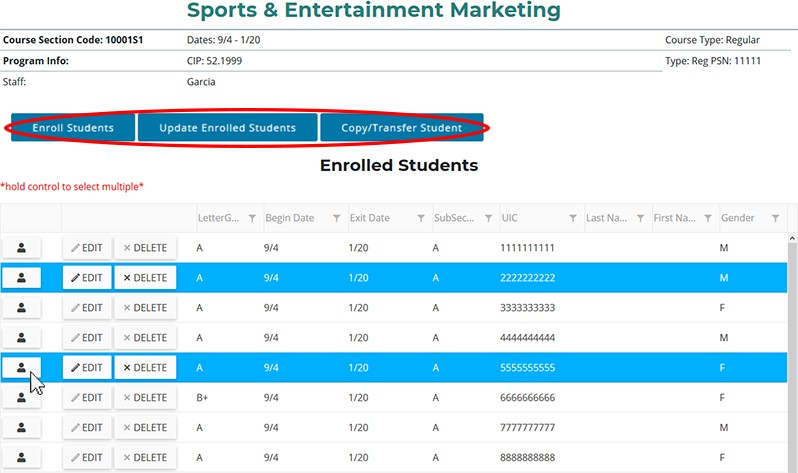 Sports & Entertainment Marketing
Course Section Code: 10001S1 Dates: 9/4 - 1/20 Course Type: Regular
Program Info: CIP: 52.1999 Type: Reg PSN: 11111
Staff: Garcia
Enroll Students Update Enrolled Students Copy/Transfer Student
Enrolled Students
*hold control to select multiple*
LetterG... Begin Date Exit Date SubSec... UIC Last Na... First Na... Gender
EDIT DELETE A 9/4 1/20 A 1111111111 M
EDIT DELETE A 9/4 1/20 A 2222222222 M
EDIT DELETE A 9/4 1/20 A 3333333333 F
EDIT DELETE A 9/4 1/20 A 4444444444 M
EDIT DELETE A 9/4 1/20 A 5555555555 F
EDIT DELETE B+ 9/4 1/20 A 6666666666 F
EDIT DELETE A 9/4 1/20 A 7777777777 M
EDIT DELETE A 9/4 1/20 A 8888888888 F